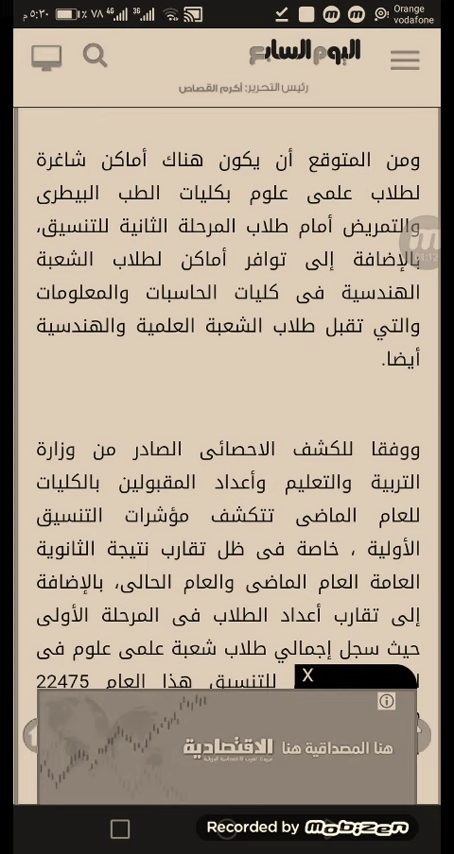 ٥:٣٠ م ٧٨٪ 4G 3G Orange
vodafone
اليوم السابع
رئيس التحرير: أكرم القصاص
ومن المتوقع أن يكون هناك أماكن شاغرة
لطلاب علمى علوم بكليات الطب البيطرى
والتمريض أمام طلاب المرحلة الثانية للتنسيق،
بالإضافة إلى توافر أماكن لطلاب الشعبة
الهندسية فى كليات الحاسبات والمعلومات
والتي تقبل طلاب الشعبة العلمية والهندسية
أيضا.
ووفقا للكشف الاحصائى الصادر من وزارة
التربية والتعليم وأعداد المقبولين بالكليات
للعام الماضى تتكشف مؤشرات التنسيق
الأولية ، خاصة فى ظل تقارب نتيجة الثانوية
العامة العام الماضى والعام الحالى، بالإضافة
إلى تقارب أعداد الطلاب فى المرحلة الأولى
حيث سجل إجمالي طلاب شعبة علمى علوم فى
للتنسيق هذا العام 22475
X
هنا المصداقية هنا الاقتصادية
Recorded by mobizen